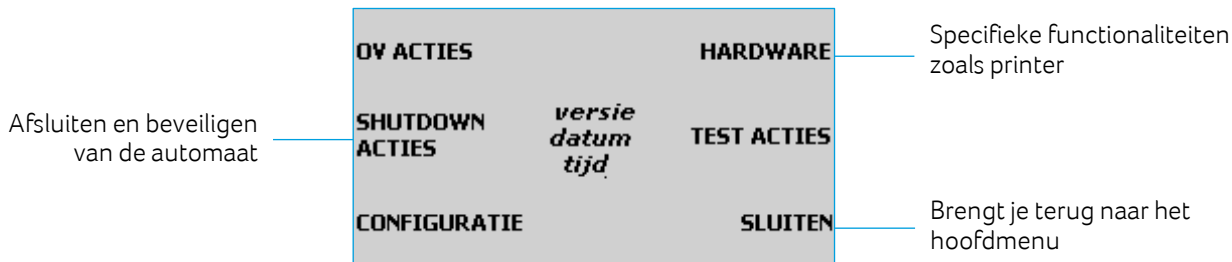 OV ACTIES
HARDWARE
Specifieke functionaliteiten
zoals printer
Afsluiten en beveiligen
van de automaat
SHUTDOWN
ACTIES
versie
datum
tijd
TEST ACTIES
CONFIGURATIE
SLUITEN
Brengt je terug naar het
hoofdmenu